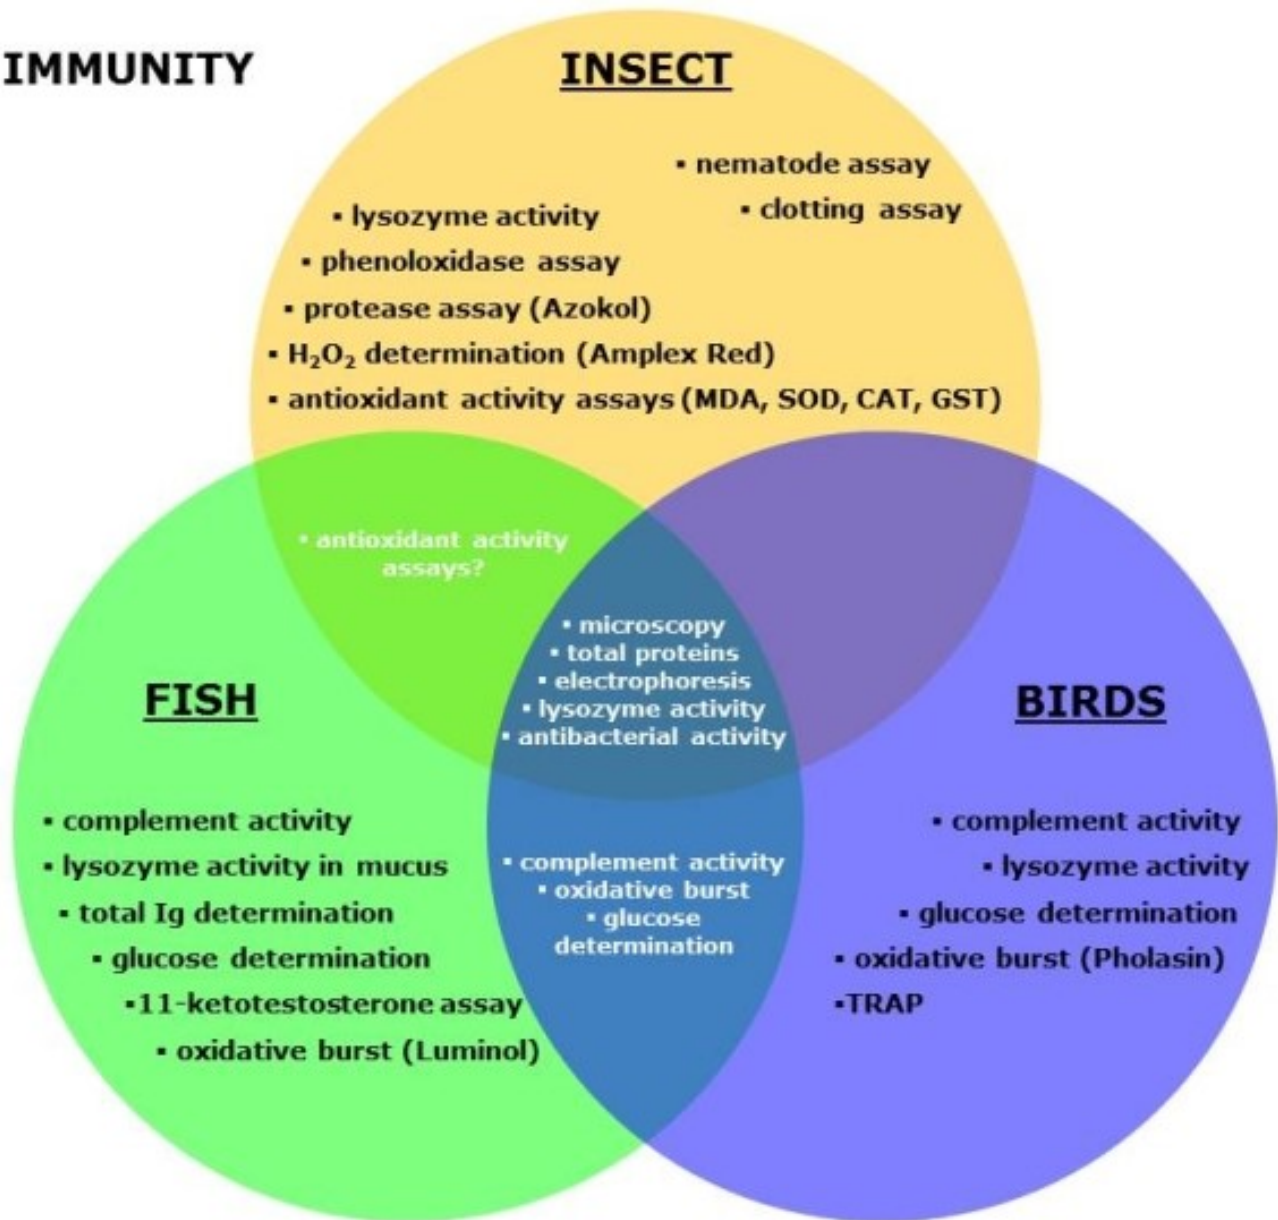 IMMUNITY
INSECT
▪ nematode assay
▪ clotting assay
▪ lysozyme activity
▪ phenoloxidase assay
▪ protease assay (Azokol)
▪ H₂O₂ determination (Amplex Red)
▪ antioxidant activity assays (MDA, SOD, CAT, GST)
▪ antioxidant activity
assays?
▪ microscopy
▪ total proteins
▪ electrophoresis
▪ lysozyme activity
▪ antibacterial activity
FISH
▪ complement activity
▪ lysozyme activity in mucus
▪ total Ig determination
▪ glucose determination
▪11-ketotestosterone assay
▪ oxidative burst (Luminol)
▪ complement activity
▪ oxidative burst
▪ glucose
determination
BIRDS
▪ complement activity
▪ lysozyme activity
▪ glucose determination
▪ oxidative burst (Pholasin)
▪TRAP